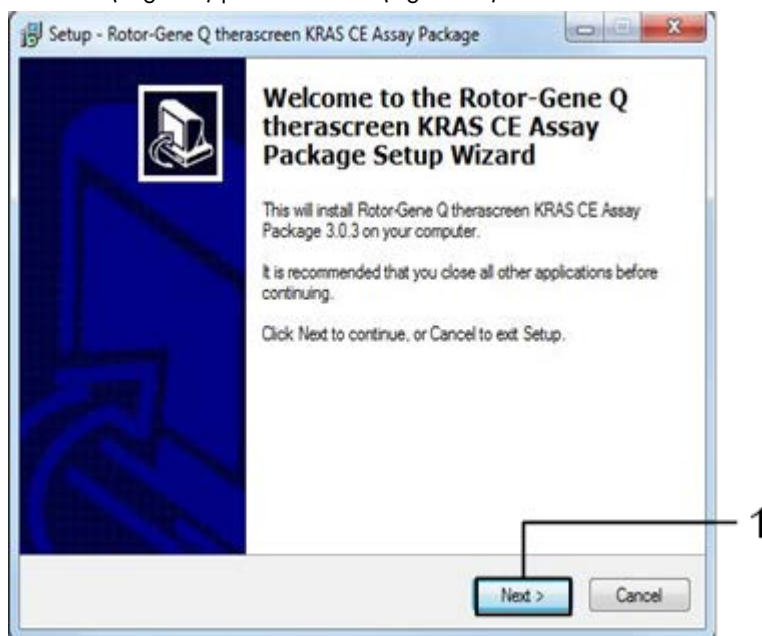 Setup - Rotor-Gene Q therascreen KRAS CE Assay Package
Welcome to the Rotor-Gene Q
therascreen KRAS CE Assay
Package Setup Wizard
This will install Rotor-Gene Q therascreen KRAS CE Assay
Package 3.0.3 on your computer.
It is recommended that you close all other applications before
continuing.
Click Next to continue, or Cancel to exit Setup.
1
Next > Cancel